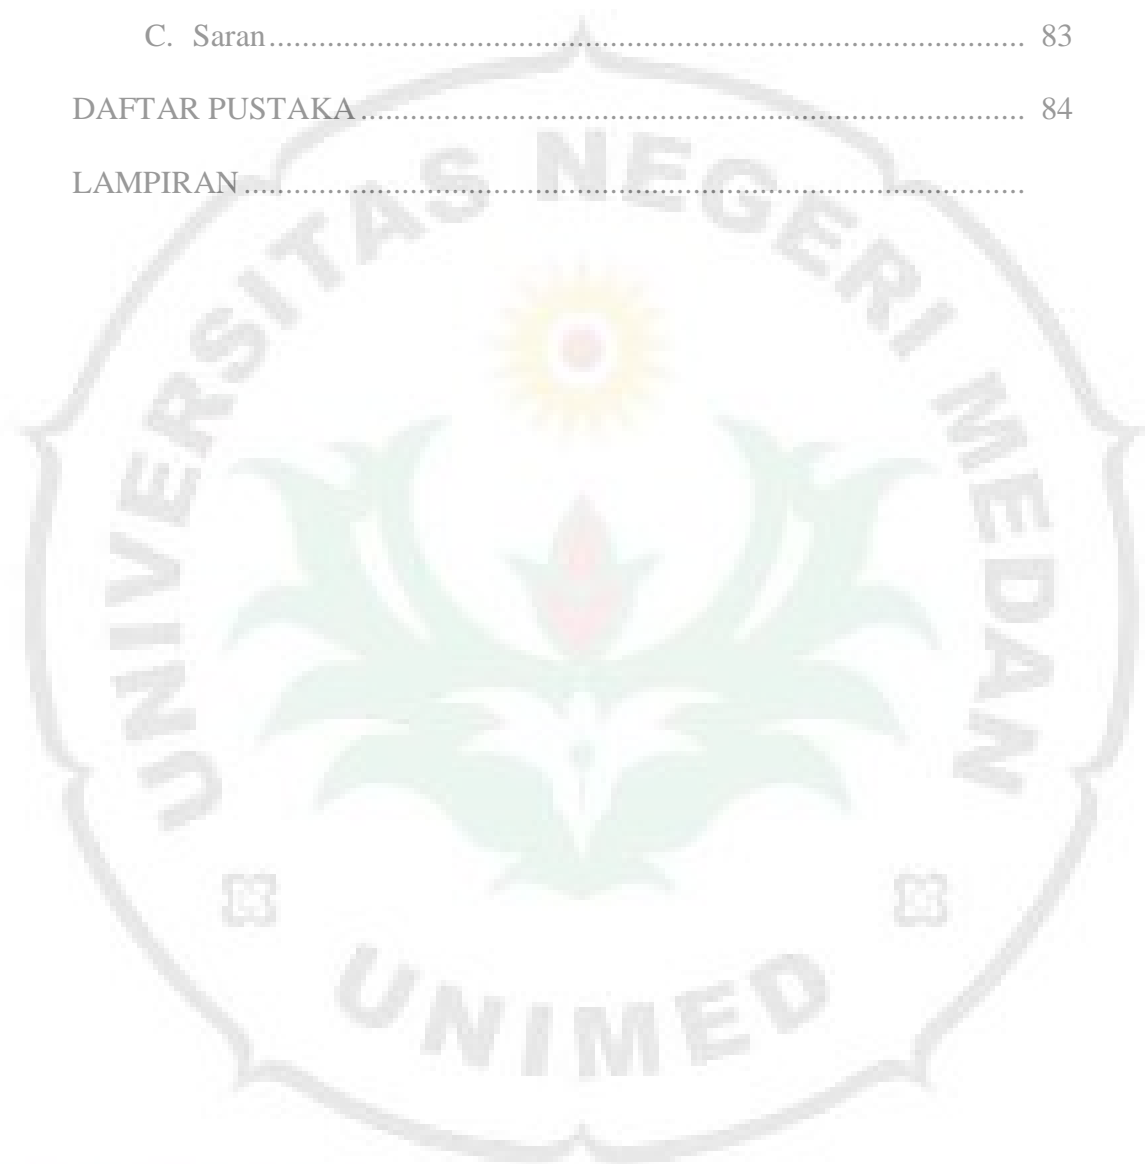 C. Saran........................................................................................... 83
DAFTAR PUSTAKA................................................................................ 84
LAMPIRAN..............................................................................................
UNIVERSITAS NEGERI MEDAN
UNIMED